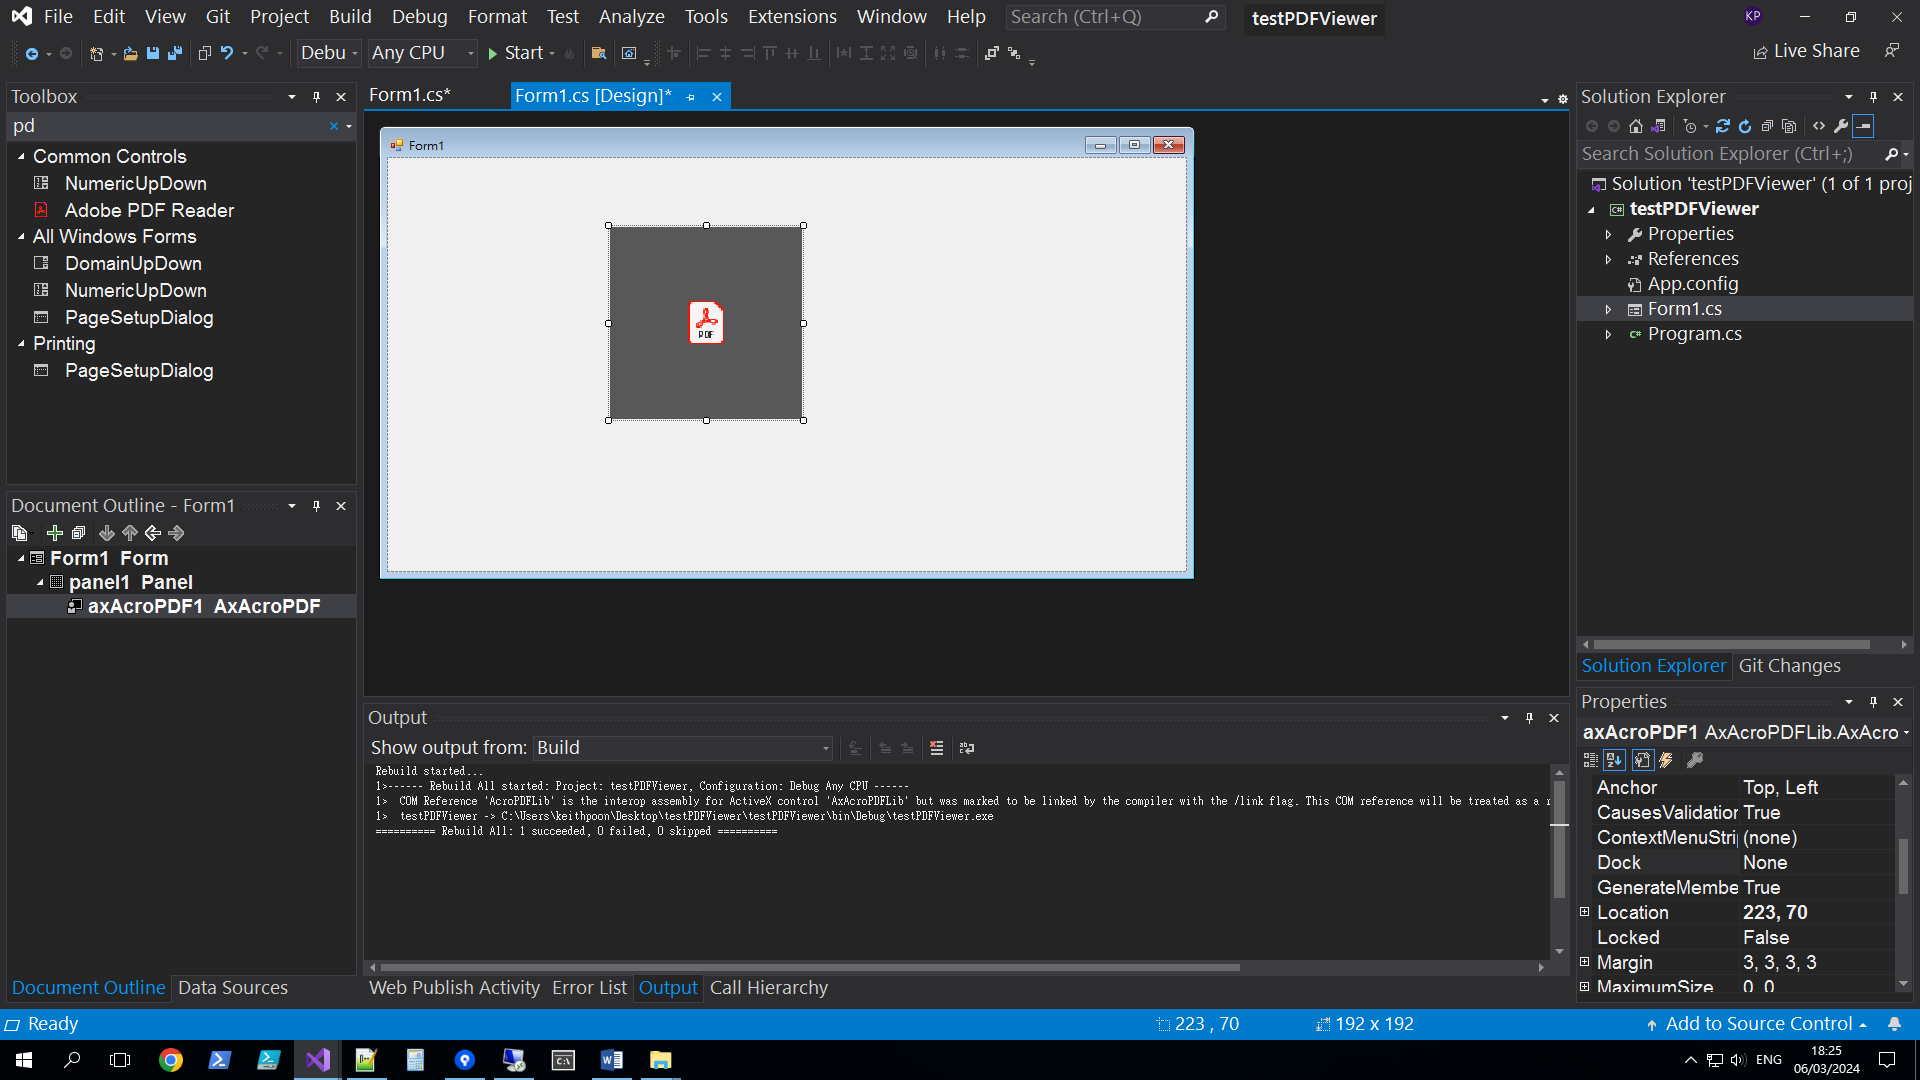 File Edit View Git Project Build Debug Format Test Analyze Tools Extensions Window Help Search (Ctrl+Q) testPDFViewer KP
Debu Any CPU Start Live Share
Toolbox
pd
Common Controls
NumericUpDown
Adobe PDF Reader
All Windows Forms
DomainUpDown
NumericUpDown
PageSetupDialog
Printing
PageSetupDialog
Document Outline - Form1
Form1 Form
panel1 Panel
axAcroPDF1 AxAcroPDF
Document Outline Data Sources
Form1.cs* Form1.cs [Design]*
Form1
PDF
Output
Show output from: Build
Rebuild started...
1>------ Rebuild All started: Project: testPDFViewer, Configuration: Debug Any CPU ------
1> COM Reference 'AcroPDFLib' is the interop assembly for ActiveX control 'AxAcroPDFLib' but was marked to be linked by the compiler with the /link flag. This COM reference will be treated as a r
1> testPDFViewer -> C:\Users\keithpoon\Desktop\testPDFViewer\testPDFViewer\bin\Debug\testPDFViewer.exe
========== Rebuild All: 1 succeeded, 0 failed, 0 skipped ==========
Web Publish Activity Error List Output Call Hierarchy
Solution Explorer
Search Solution Explorer (Ctrl+;)
Solution 'testPDFViewer' (1 of 1 proj
testPDFViewer
Properties
References
App.config
Form1.cs
Program.cs
Solution Explorer Git Changes
Properties
axAcroPDF1 AxAcroPDFLib.AxAcro
Anchor Top, Left
CausesValidation True
ContextMenuStrip (none)
Dock None
GenerateMembe True
Location 223, 70
Locked False
Margin 3, 3, 3, 3
MaximumSize 0, 0
Ready 223 , 70 192 x 192 Add to Source Control
ENG 18:25
06/03/2024